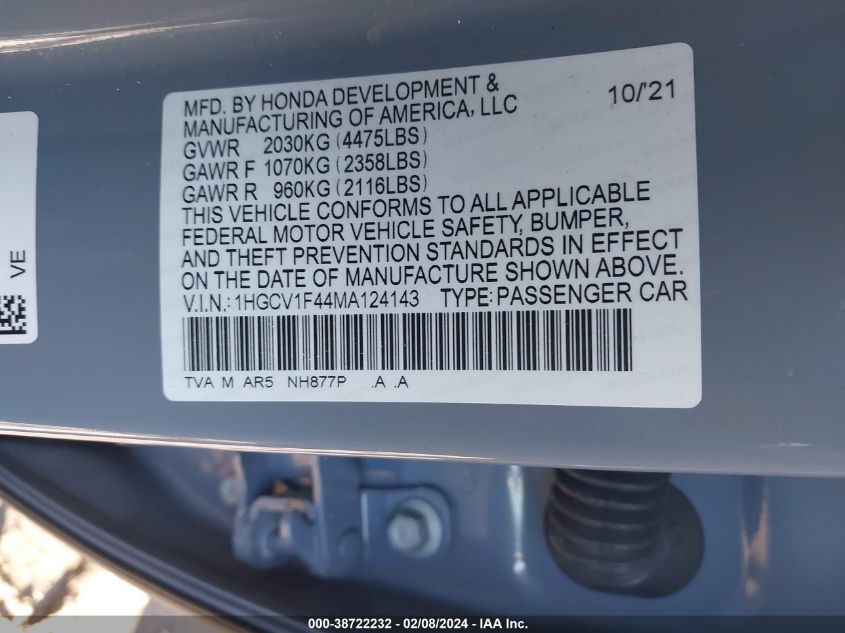 MFD. BY HONDA DEVELOPMENT & 10/'21
MANUFACTURING OF AMERICA, LLC
GVWR 2030KG (4475LBS)
GAWR F 1070KG (2358LBS)
GAWR R 960KG (2116LBS)
THIS VEHICLE CONFORMS TO ALL APPLICABLE
FEDERAL MOTOR VEHICLE SAFETY, BUMPER,
AND THEFT PREVENTION STANDARDS IN EFFECT
ON THE DATE OF MANUFACTURE SHOWN ABOVE.
V.I.N.: 1HGCV1F44MA124143 TYPE: PASSENGER CAR
TVA M AR5 NH877P .A .A
VE
000-38722232 - 02/08/2024 - IAA Inc.